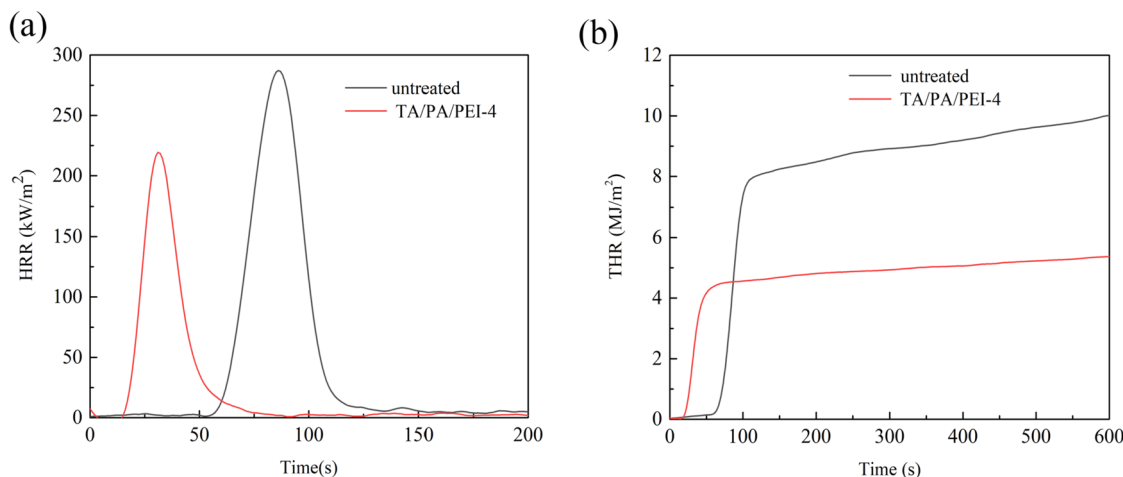 (a)
300
250
200
150
100
50
0
HRR (kW/m²)
untreated
TA/PA/PEI-4
0 50 100 150 200
Time(s)
(b)
12
10
8
6
4
2
0
THR (MJ/m²)
untreated
TA/PA/PEI-4
0 100 200 300 400 500 600
Time (s)